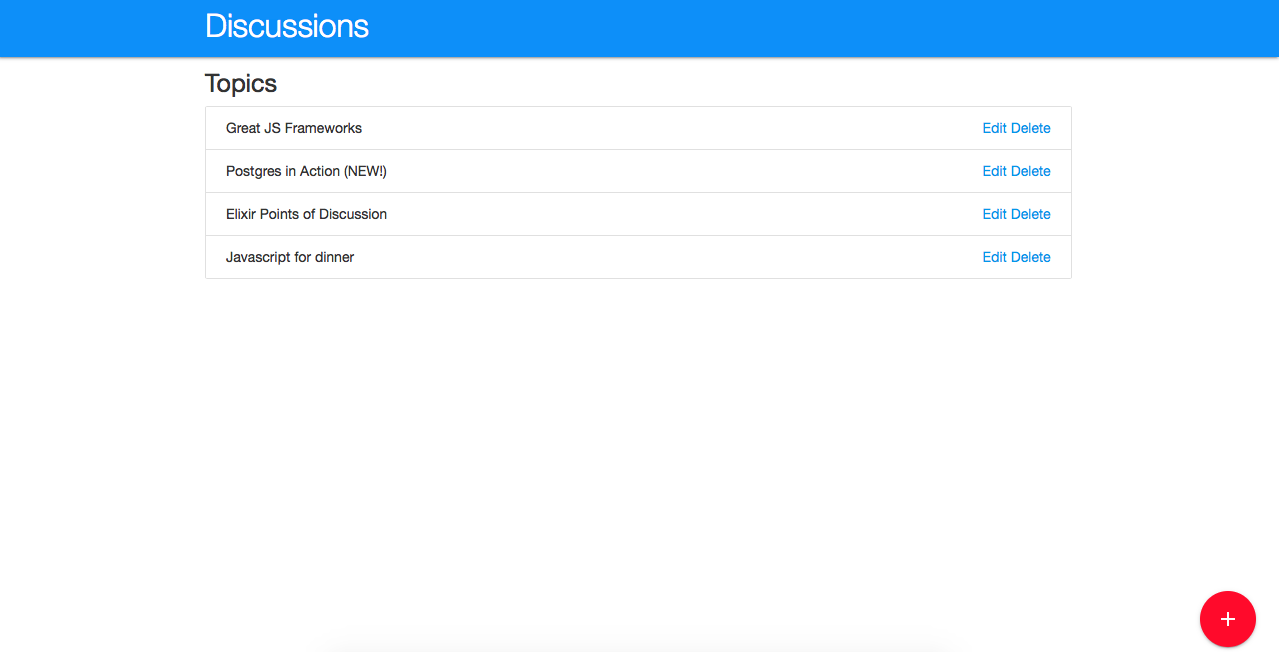 Discussions
Topics
Great JS Frameworks Edit Delete
Postgres in Action (NEW!) Edit Delete
Elixir Points of Discussion Edit Delete
Javascript for dinner Edit Delete
+